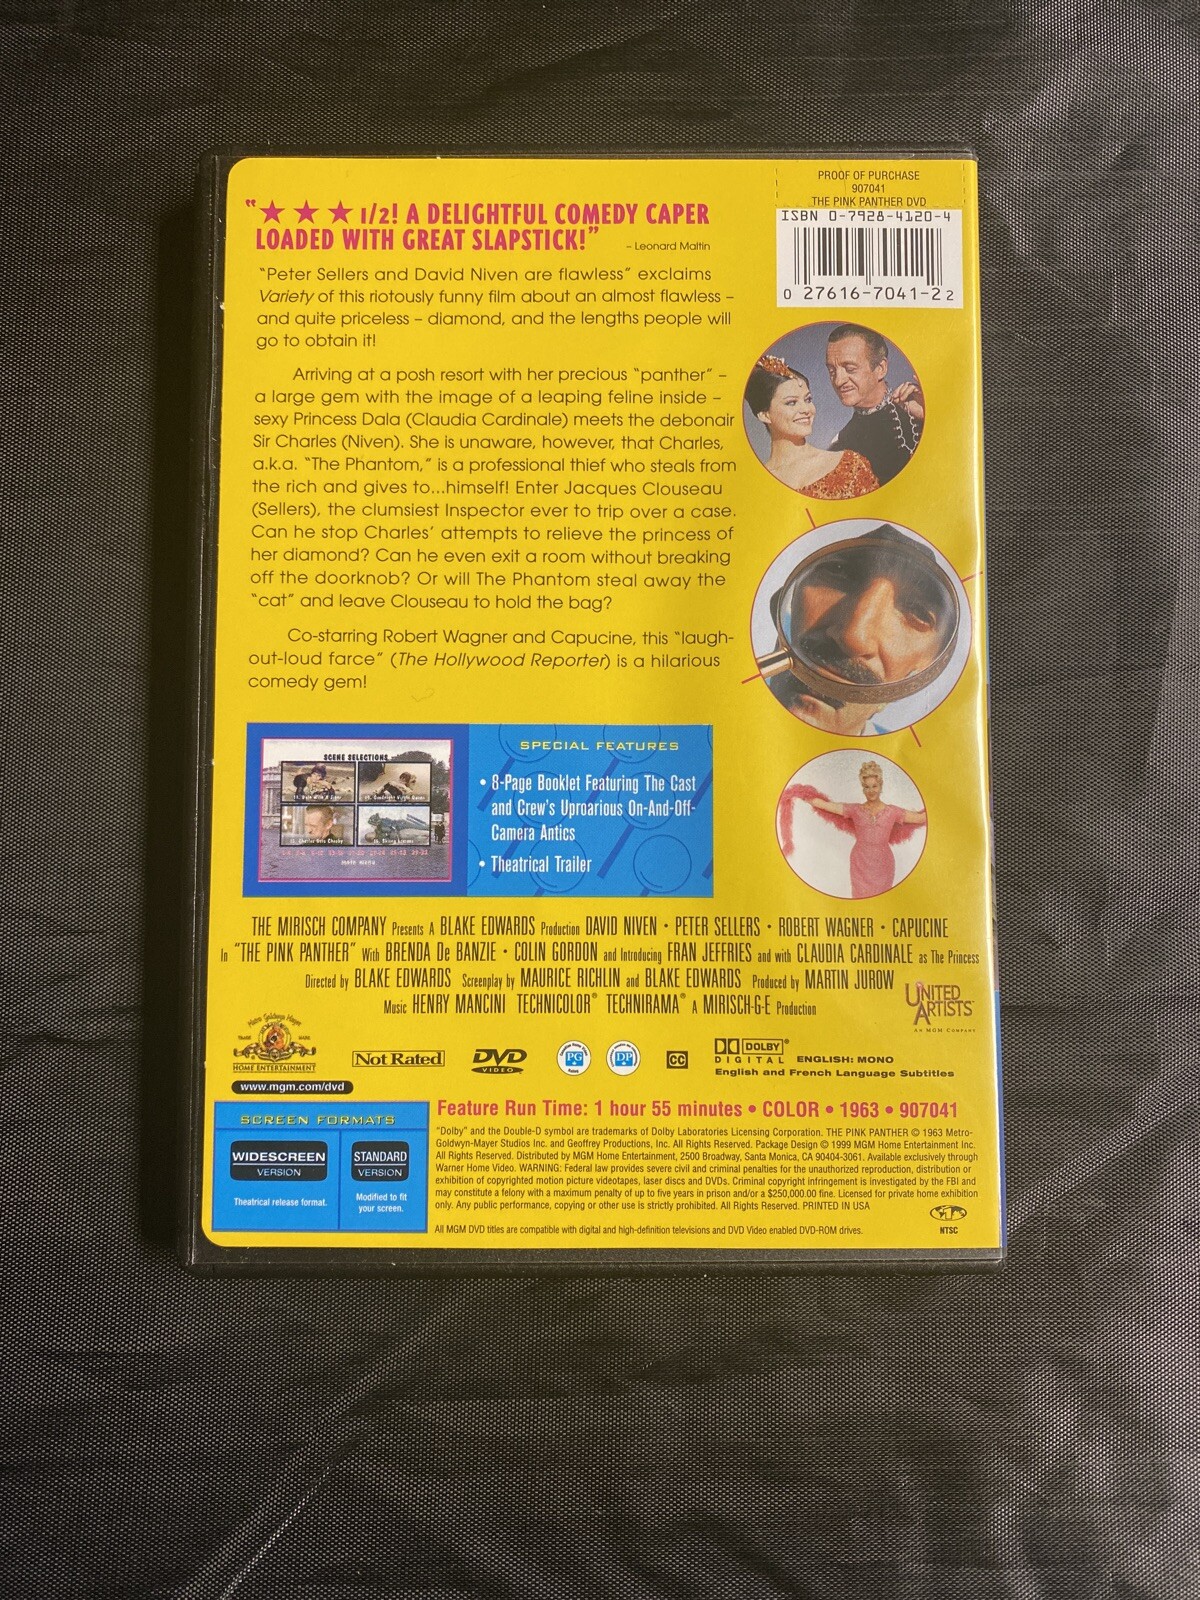 PROOF OF PURCHASE
907041
THE PINK PANTHER DVD
ISBN 0-7928-4120-4
0 27616-7041-2 2
"★ ★ ★ 1/2! A DELIGHTFUL COMEDY CAPER
LOADED WITH GREAT SLAPSTICK!"
– Leonard Maltin
"Peter Sellers and David Niven are flawless" exclaims
Variety of this riotously funny film about an almost flawless –
and quite priceless – diamond, and the lengths people will
go to obtain it!
Arriving at a posh resort with her precious "panther" –
a large gem with the image of a leaping feline inside –
sexy Princess Dala (Claudia Cardinale) meets the debonair
Sir Charles (Niven). She is unaware, however, that Charles,
a.k.a. "The Phantom," is a professional thief who steals from
the rich and gives to...himself! Enter Jacques Clouseau
(Sellers), the clumsiest Inspector ever to trip over a case.
Can he stop Charles' attempts to relieve the princess of
her diamond? Can he even exit a room without breaking
off the doorknob? Or will The Phantom steal away the
"cat" and leave Clouseau to hold the bag?
Co-starring Robert Wagner and Capucine, this "laugh-
out-loud farce" (The Hollywood Reporter) is a hilarious
comedy gem!
SCENE SELECTIONS
main menu
SPECIAL FEATURES
• 8-Page Booklet Featuring The Cast
and Crew's Uproarious On-And-Off-
Camera Antics
• Theatrical Trailer
THE MIRISCH COMPANY Presents A BLAKE EDWARDS Production DAVID NIVEN • PETER SELLERS • ROBERT WAGNER • CAPUCINE
In "THE PINK PANTHER" With BRENDA De BANZIE • COLIN GORDON and Introducing FRAN JEFFRIES and with CLAUDIA CARDINALE as The Princess
Directed by BLAKE EDWARDS Screenplay by MAURICE RICHLIN and BLAKE EDWARDS Produced by MARTIN JUROW
Music HENRY MANCINI TECHNICOLOR® TECHNIRAMA® A MIRISCH-G-E Production
UNITED
ARTISTS
AN MGM COMPANY
Metro Goldwyn Mayer
TRADE MARK
HOME ENTERTAINMENT
www.mgm.com/dvd
Not Rated
DVD
VIDEO
PG
DP
CC
DOLBY
DIGITAL ENGLISH: MONO
English and French Language Subtitles
SCREEN FORMATS
WIDESCREEN
VERSION
Theatrical release format.
STANDARD
VERSION
Modified to fit
your screen.
Feature Run Time: 1 hour 55 minutes • COLOR • 1963 • 907041
"Dolby" and the Double-D symbol are trademarks of Dolby Laboratories Licensing Corporation. THE PINK PANTHER © 1963 Metro-
Goldwyn-Mayer Studios Inc. and Geoffrey Productions, Inc. All Rights Reserved. Package Design © 1999 MGM Home Entertainment Inc.
All Rights Reserved. Distributed by MGM Home Entertainment, 2500 Broadway, Santa Monica, CA 90404-3061. Available exclusively through
Warner Home Video. WARNING: Federal law provides severe civil and criminal penalties for the unauthorized reproduction, distribution or
exhibition of copyrighted motion picture videotapes, laser discs and DVDs. Criminal copyright infringement is investigated by the FBI and
may constitute a felony with a maximum penalty of up to five years in prison and/or a $250,000.00 fine. Licensed for private home exhibition
only. Any public performance, copying or other use is strictly prohibited. All Rights Reserved. PRINTED IN USA
All MGM DVD titles are compatible with digital and high-definition televisions and DVD Video enabled DVD-ROM drives.
NTSC